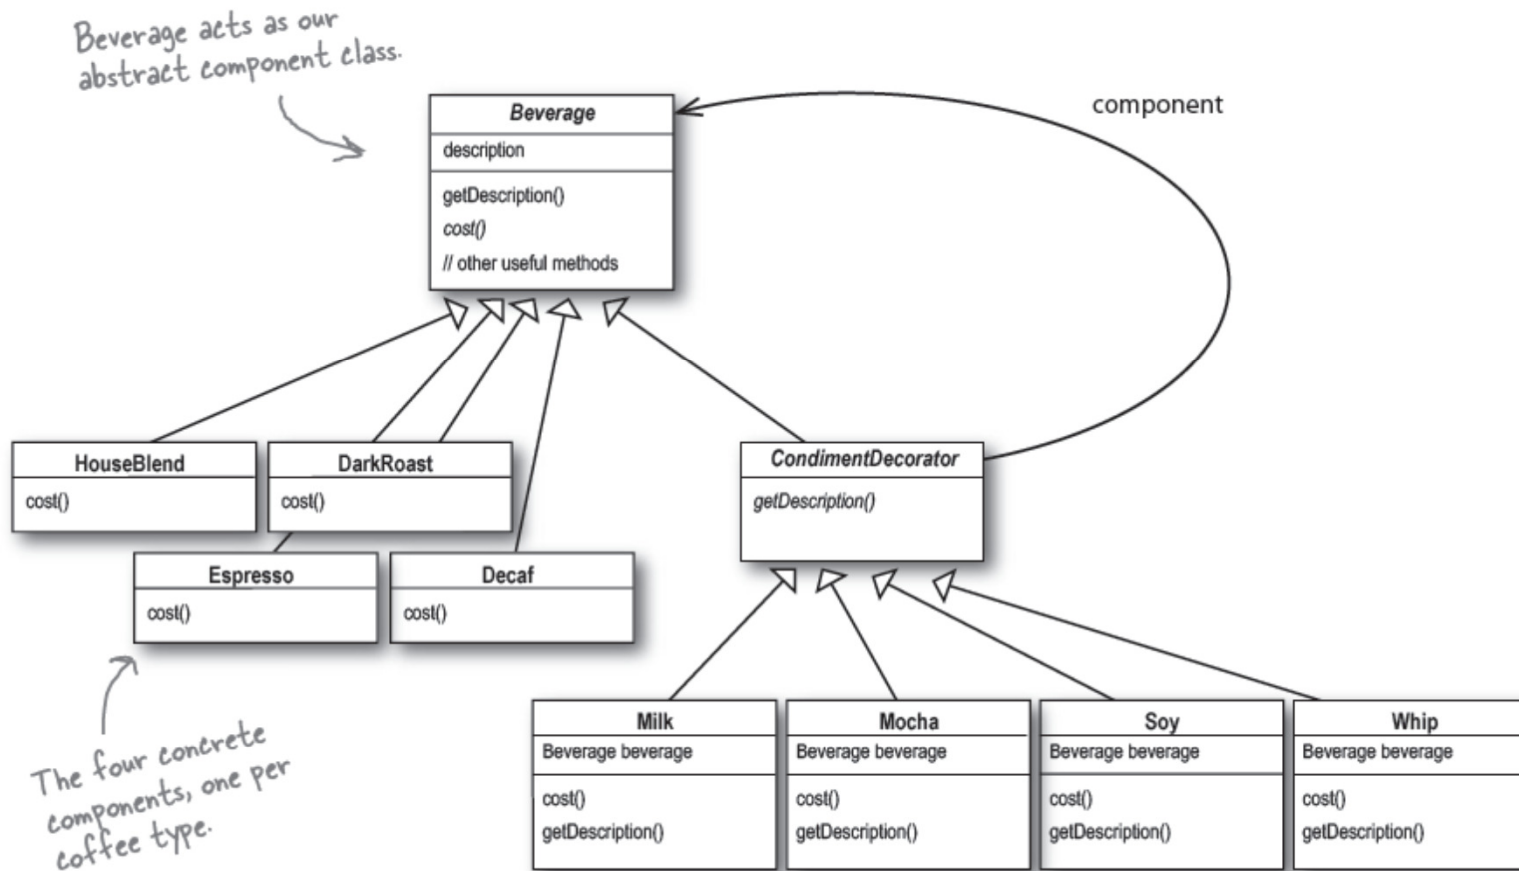 Beverage acts as our
abstract component class.
component
Beverage
description
getDescription()
cost()
// other useful methods
HouseBlend
cost()
DarkRoast
cost()
Espresso
cost()
Decaf
cost()
CondimentDecorator
getDescription()
The four concrete
components, one per
coffee type.
Milk
Beverage beverage
cost()
getDescription()
Mocha
Beverage beverage
cost()
getDescription()
Soy
Beverage beverage
cost()
getDescription()
Whip
Beverage beverage
cost()
getDescription()